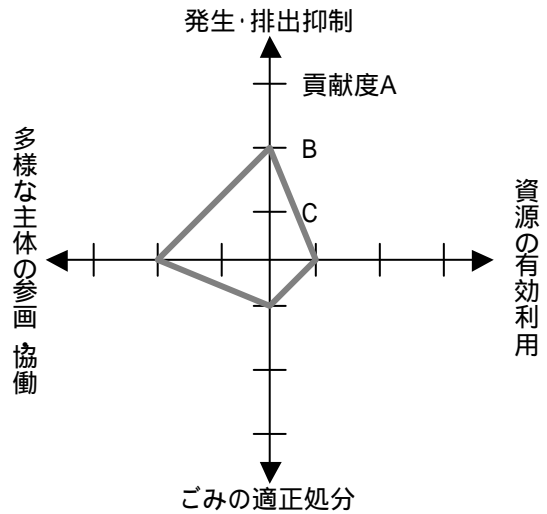 発生・排出抑制
貢献度A
B
C
多様な主体の参画・協働
資源の有効利用
ごみの適正処分